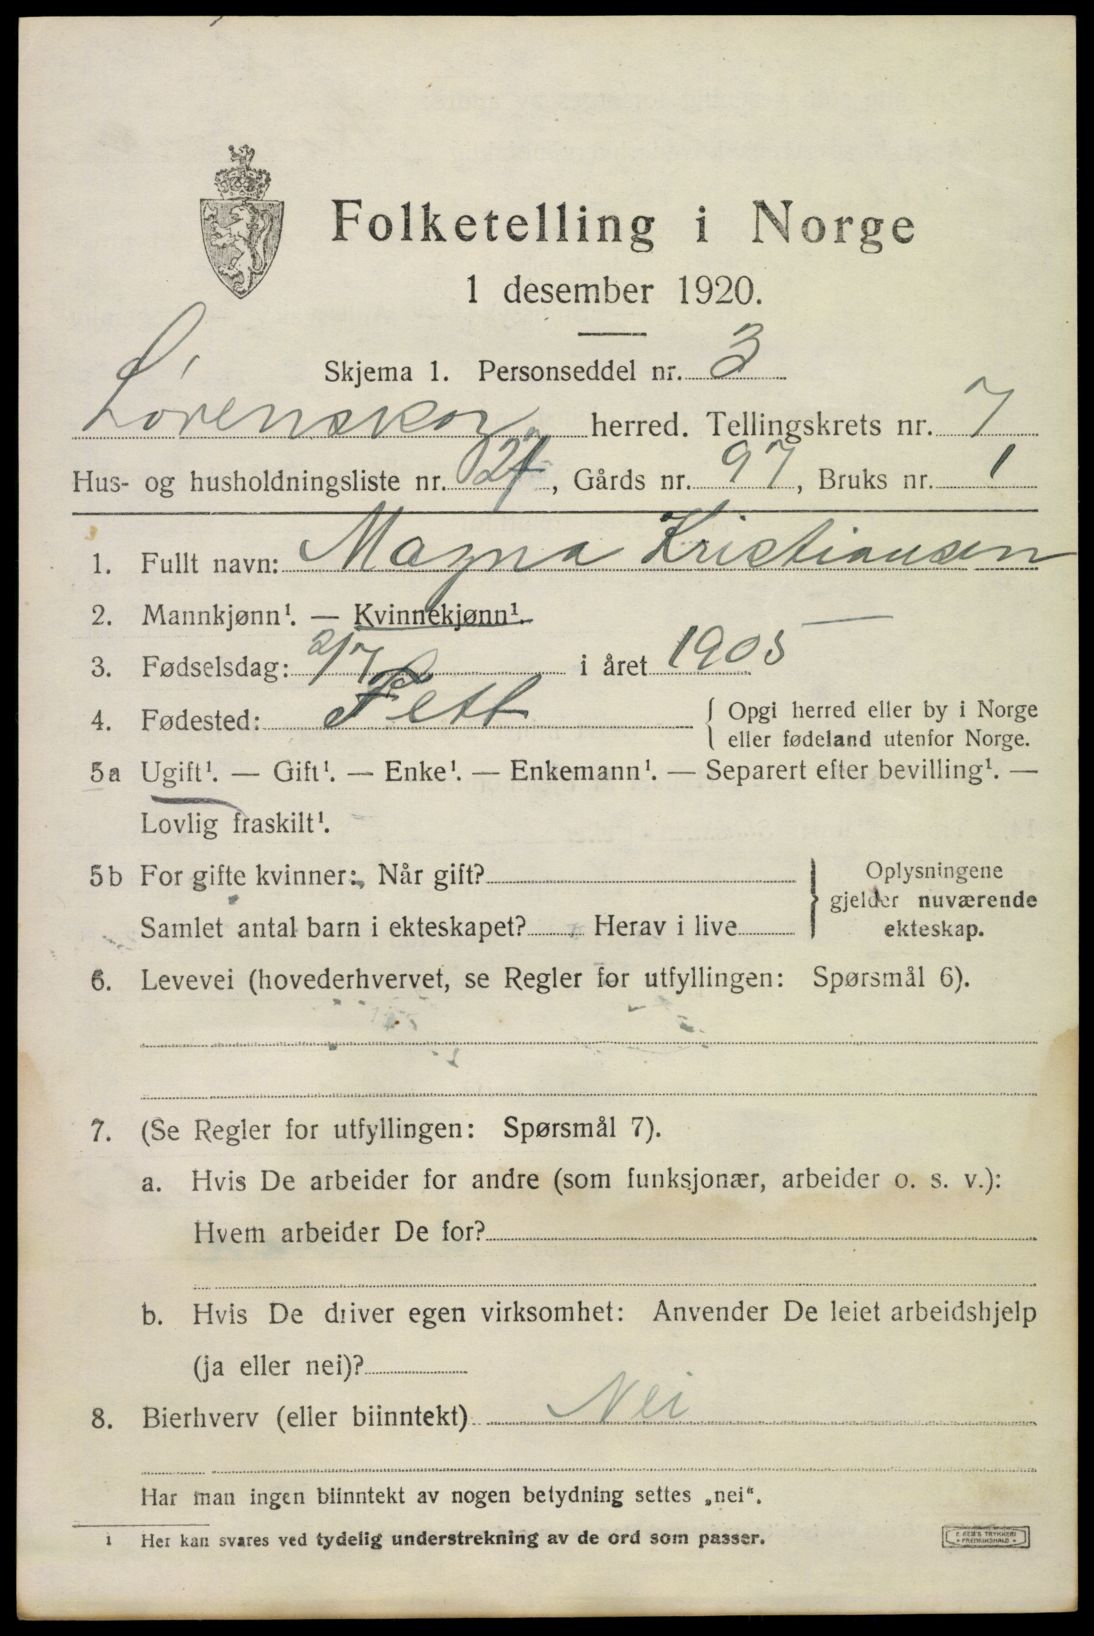 Folketelling i Norge
1 desember 1920.
Skjema 1. Personseddel nr. 3
Lørenskog herred. Tellingskrets nr. 7
Hus- og husholdningsliste nr. 27, Gårds nr. 97, Bruks nr. 1
1. Fullt navn: Magna Kristiansen
2. Mannkjønn¹. — Kvinnekjønn¹.
3. Fødselsdag: 2/7 i året 1905
4. Fødested: Fett { Opgi herred eller by i Norge
eller fødeland utenfor Norge.
5a Ugift¹. — Gift¹. — Enke¹. — Enkemann¹. — Separert efter bevilling¹. —
Lovlig fraskilt¹.
5b For gifte kvinner: Når gift? } Oplysningene
gjelder nuværende
Samlet antal barn i ekteskapet? Herav i live ekteskap.
6. Levevei (hovederhvervet, se Regler for utfyllingen: Spørsmål 6).
7. (Se Regler for utfyllingen: Spørsmål 7).
a. Hvis De arbeider for andre (som funksjonær, arbeider o. s. v.):
Hvem arbeider De for?
b. Hvis De driver egen virksomhet: Anvender De leiet arbeidshjelp
(ja eller nei)?
8. Bierhverv (eller biinntekt) Nei
Har man ingen biinntekt av nogen betydning settes „nei“.
¹ Her kan svares ved tydelig understrekning av de ord som passer.
TRYKKERI
FREDRIKSHALD